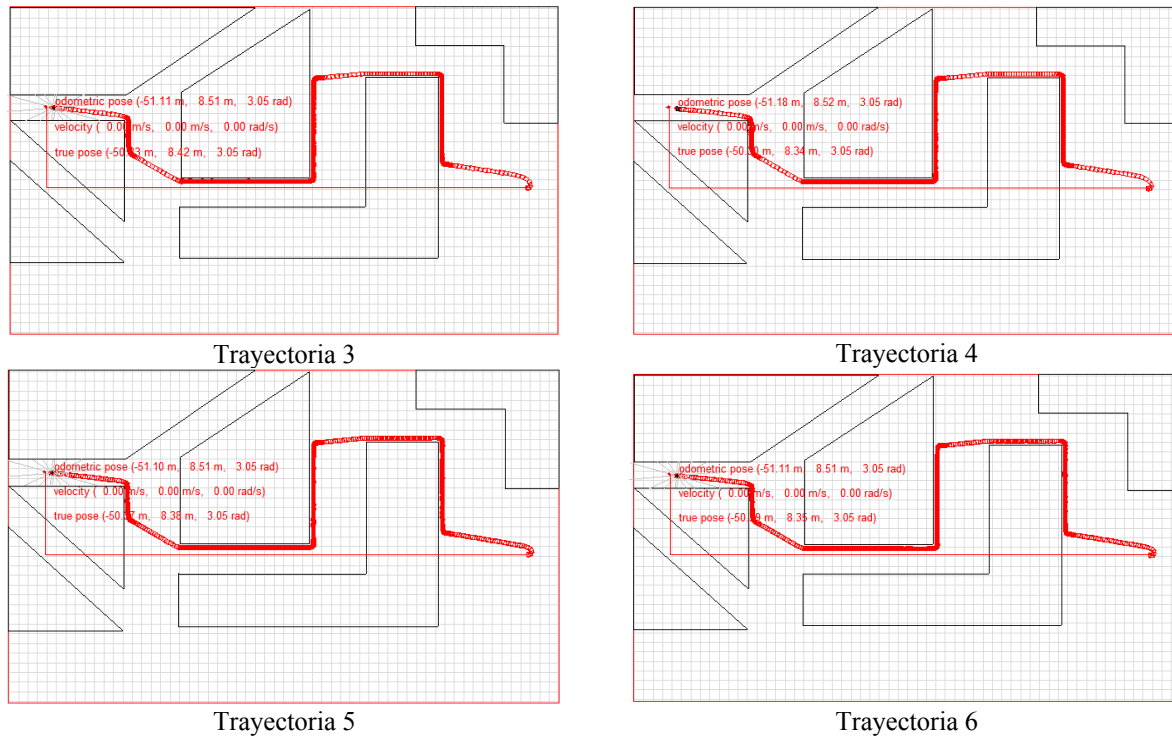 odometric pose (-51.11 m, 8.51 m, 3.05 rad)
velocity ( 0.00 m/s, 0.00 m/s, 0.00 rad/s)
true pose m, 8.42 m, 3.05 rad)
Trayectoria 3
odometric pose (-51.18 m, 8.52 m, 3.05 rad)
velocity ( 0.00 m/s, 0.00 m/s, 0.00 rad/s)
true pose m, 8.34 m, 3.05 rad)
Trayectoria 4
odometric pose (-51.10 m, 8.51 m, 3.05 rad)
velocity ( 0.00 m/s, 0.00 m/s, 0.00 rad/s)
true pose m, 8.38 m, 3.05 rad)
Trayectoria 5
odometric pose (-51.11 m, 8.51 m, 3.05 rad)
velocity ( 0.00 m/s, 0.00 m/s, 0.00 rad/s)
true pose m, 8.35 m, 3.05 rad)
Trayectoria 6